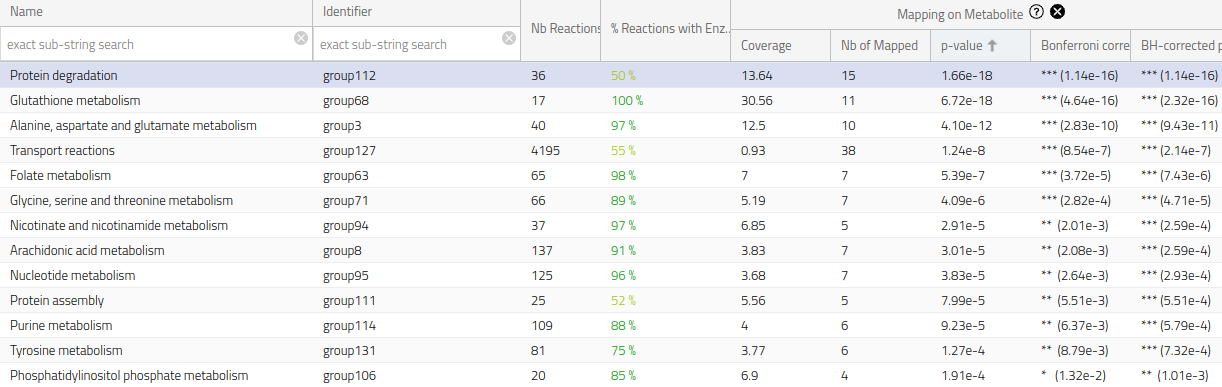 Name Identifier Nb Reactions % Reactions with Enz... Mapping on Metabolite ?
exact sub-string search exact sub-string search Coverage Nb of Mapped p-value Bonferroni corre BH-corrected p
Protein degradation group112 36 50 % 13.64 15 1.66e-18 *** (1.14e-16) *** (1.14e-16)
Glutathione metabolism group68 17 100 % 30.56 11 6.72e-18 *** (4.64e-16) *** (2.32e-16)
Alanine, aspartate and glutamate metabolism group3 40 97 % 12.5 10 4.10e-12 *** (2.83e-10) *** (9.43e-11)
Transport reactions group127 4195 55 % 0.93 38 1.24e-8 *** (8.54e-7) *** (2.14e-7)
Folate metabolism group63 65 98 % 7 7 5.39e-7 *** (3.72e-5) *** (7.43e-6)
Glycine, serine and threonine metabolism group71 66 89 % 5.19 7 4.09e-6 *** (2.82e-4) *** (4.71e-5)
Nicotinate and nicotinamide metabolism group94 37 97 % 6.85 5 2.91e-5 ** (2.01e-3) *** (2.59e-4)
Arachidonic acid metabolism group8 137 91 % 3.83 7 3.01e-5 ** (2.08e-3) *** (2.59e-4)
Nucleotide metabolism group95 125 96 % 3.68 7 3.83e-5 ** (2.64e-3) *** (2.93e-4)
Protein assembly group111 25 52 % 5.56 5 7.99e-5 ** (5.51e-3) *** (5.51e-4)
Purine metabolism group114 109 88 % 4 6 9.23e-5 ** (6.37e-3) *** (5.79e-4)
Tyrosine metabolism group131 81 75 % 3.77 6 1.27e-4 ** (8.79e-3) *** (7.32e-4)
Phosphatidylinositol phosphate metabolism group106 20 85 % 6.9 4 1.91e-4 * (1.32e-2) ** (1.01e-3)